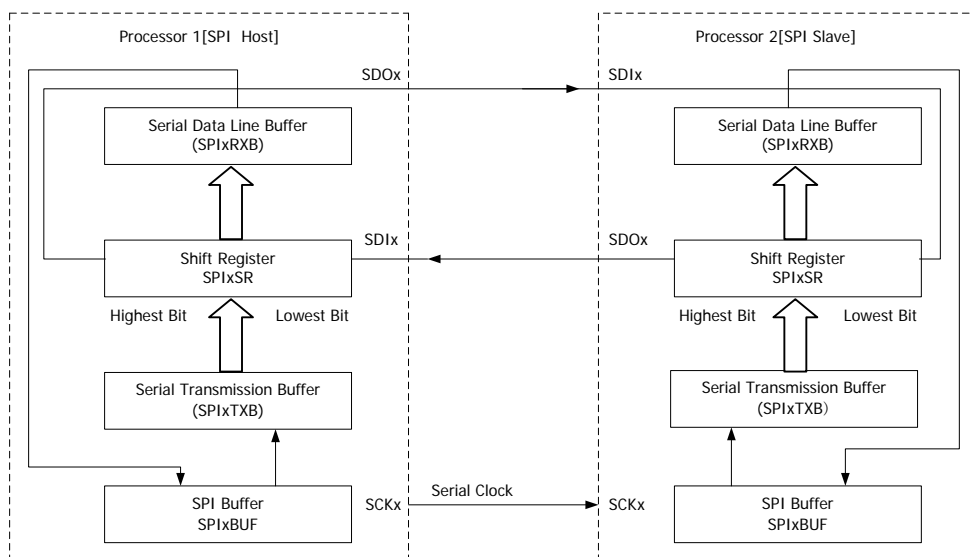 Processor 1[SPI  Host]
Processor 2[SPI Slave]
SDOx
SDIx
Serial Data Line Buffer
(SPIxRXB)
Serial Data Line Buffer
(SPIxRXB)
SDIx
SDOx
Shift Register
SPIxSR
Shift Register
SPIxSR
Highest Bit
Lowest Bit
Highest Bit
Lowest Bit
Serial Transmission Buffer
(SPIxTXB)
Serial Transmission Buffer
(SPIxTXB）
SPI Buffer
SPIxBUF
SCKx
Serial Clock
SCKx
SPI Buffer
SPIxBUF